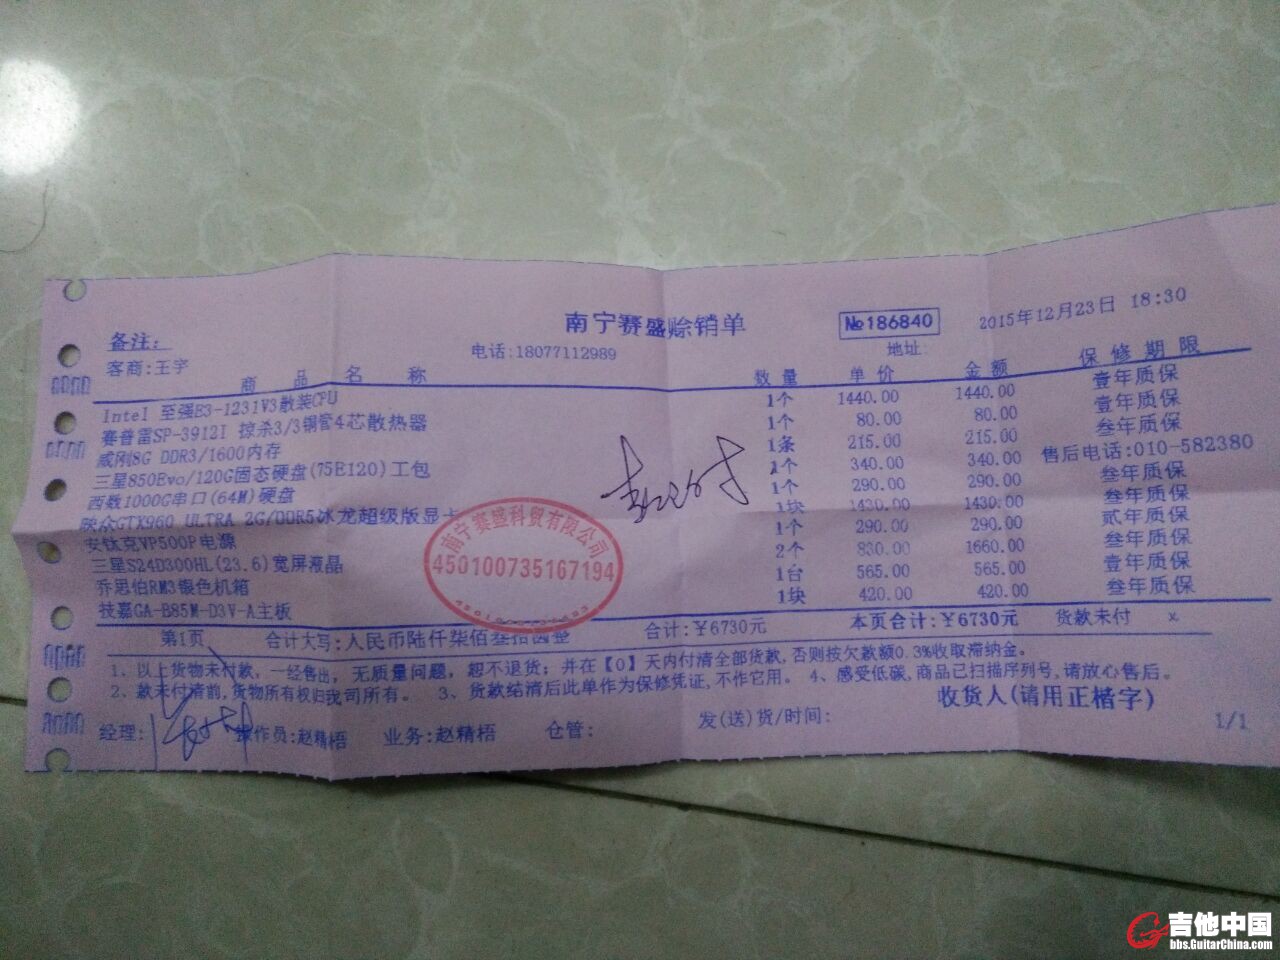 南宁赛盛赊销单
№186840
2015年12月23日 18:30
备注:
电话:18077112989
地址:
客商:王宇
商 品 名 称 数量 单价 金额 保修期限
Intel 至强E3-1231V3散装CPU 1个 1440.00 1440.00 壹年质保
赛普雷SP-3912I 掠杀3/3铜管4芯散热器 1个 80.00 80.00 壹年质保
威刚8G DDR3/1600内存 1条 215.00 215.00 叁年质保
三星850Evo/120G固态硬盘(75E120)工包 1个 340.00 340.00 售后电话:010-582380
西数1000G串口(64M)硬盘 1个 290.00 290.00 叁年质保
映众GTX960 ULTRA 2G/DDR5冰龙超级版显卡 1块 1430.00 1430.00 叁年质保
安钛克VP500P电源 1个 290.00 290.00 贰年质保
三星S24D300HL(23.6)宽屏液晶 2个 830.00 1660.00 叁年质保
乔思伯RM3银色机箱 1台 565.00 565.00 壹年质保
技嘉GA-B85M-D3V-A主板 1块 420.00 420.00 叁年质保
南宁赛盛科贸有限公司
450100735167194
第1页 合计大写:人民币陆仟柒佰叁拾圆整 合计:¥6730元 本页合计:¥6730元 货款未付 x
1、以上货物未付款,一经售出,无质量问题,恕不退货;并在【0】天内付清全部货款,否则按欠款额0.3%收取滞纳金。
2、款未付清前,货物所有权归我司所有。 3、货款结清后此单作为保修凭证,不作它用。 4、感受低碳,商品已扫描序列号,请放心售后。
收货人(请用正楷字)
经理: 操作员:赵精梧 业务:赵精梧 仓管: 发(送)货/时间:
1/1
吉他中国
bbs.GuitarChina.com